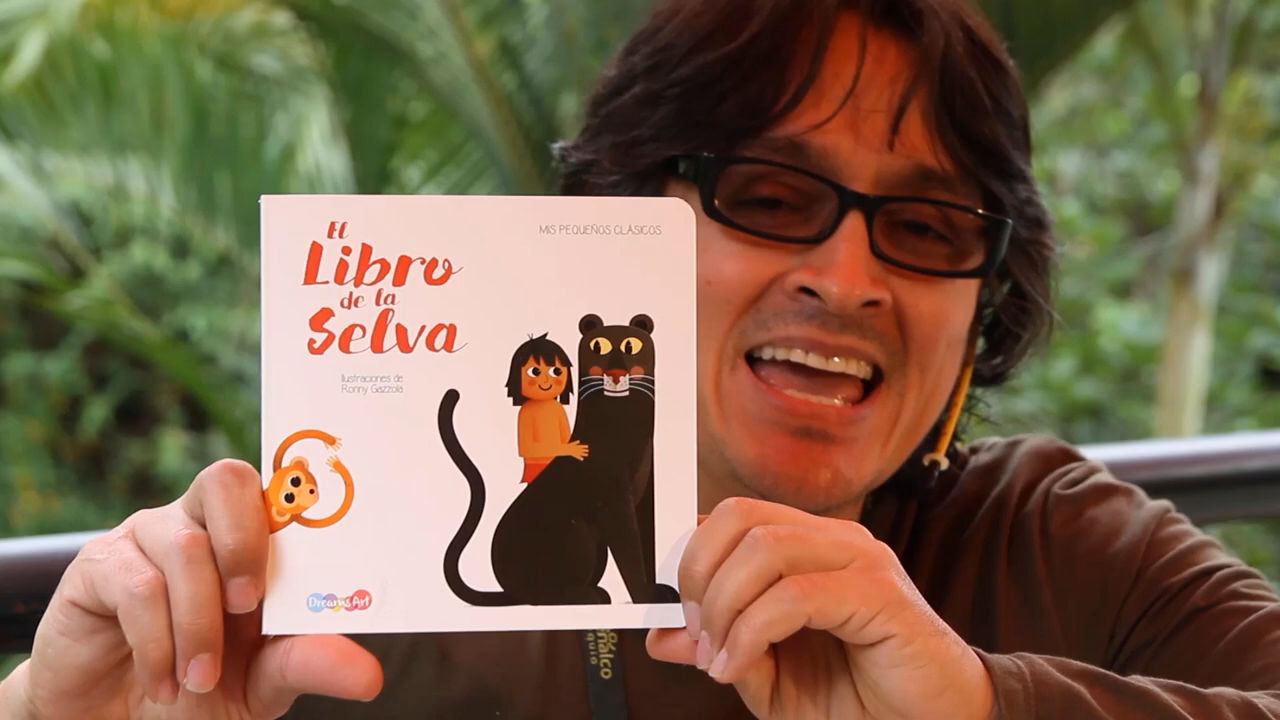 El
Libro
de la
Selva
MIS PEQUEÑOS CLÁSICOS
Ilustraciones de
Ronny Gazzola
DreamsArt